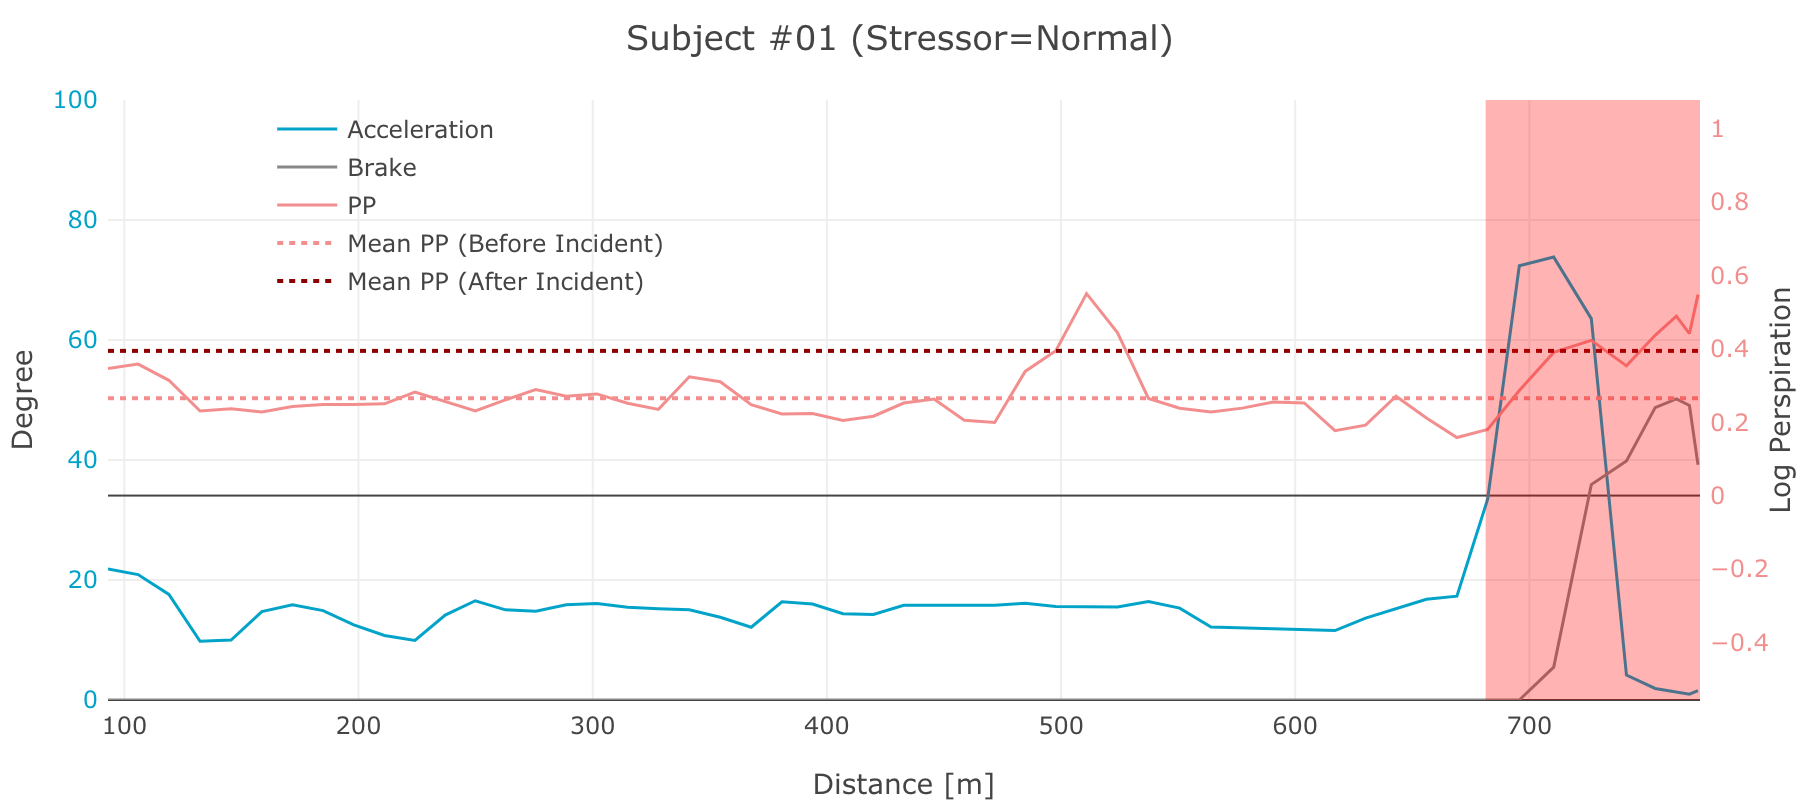 Subject #01 (Stressor=Normal)
Acceleration
Brake
PP
Mean PP (Before Incident)
Mean PP (After Incident)
Degree
100
80
60
40
20
0
1
0.8
0.6
0.4
0.2
0
−0.2
−0.4
Log Perspiration
100 200 300 400 500 600 700
Distance [m]